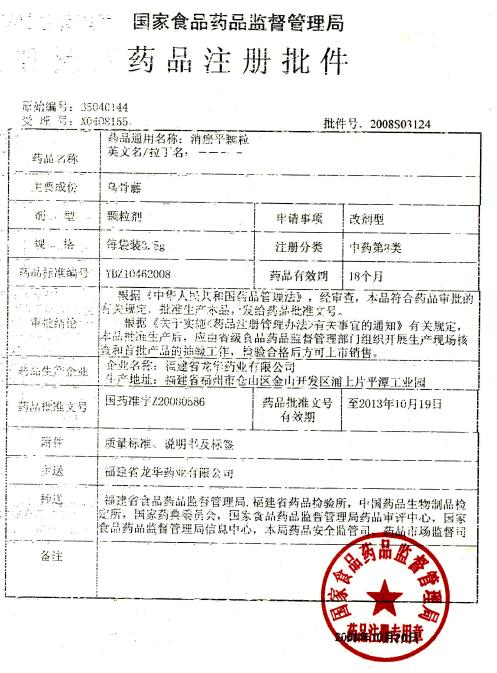 国家食品药品监督管理局
药品注册批件
原始编号：35040144
受理号：X0408155
批件号：2008S03124
药品名称
药品通用名称：消癌平颗粒
英文名/拉丁名：-----
主要成份
乌骨藤
剂型
颗粒剂
申请事项
改剂型
规格
每袋装3.5g
注册分类
中药第8类
药品标准编号
YBZ10462008
药品有效期
18个月
审批结论
根据《中华人民共和国药品管理法》，经审查，本品符合药品审批的
有关规定，批准生产本品，发给药品批准文号。
根据《关于实施《药品注册管理办法》有关事宜的通知》有关规定，
本品批准生产后，应由省级食品药品监督管理部门组织开展生产现场核
查和首批产品的抽验工作，检验合格后方可上市销售。
药品生产企业
企业名称：福建省龙华药业有限公司
生产地址：福建省福州市仓山区金山开发区浦上片平潭工业园
药品批准文号
国药准字Z20080586
药品批准文号
有效期
至2013年10月19日
附件
质量标准、说明书及标签
主送
福建省龙华药业有限公司
抄送
福建省食品药品监督管理局，福建省药品检验所，中国药品生物制品检
定所，国家药典委员会，国家食品药品监督管理局药品审评中心，国家
食品药品监督管理局信息中心，本局药品安全监管司、药品市场监督司
备注
国家食品药品监督管理局
药品注册专用章
2008年10月20日